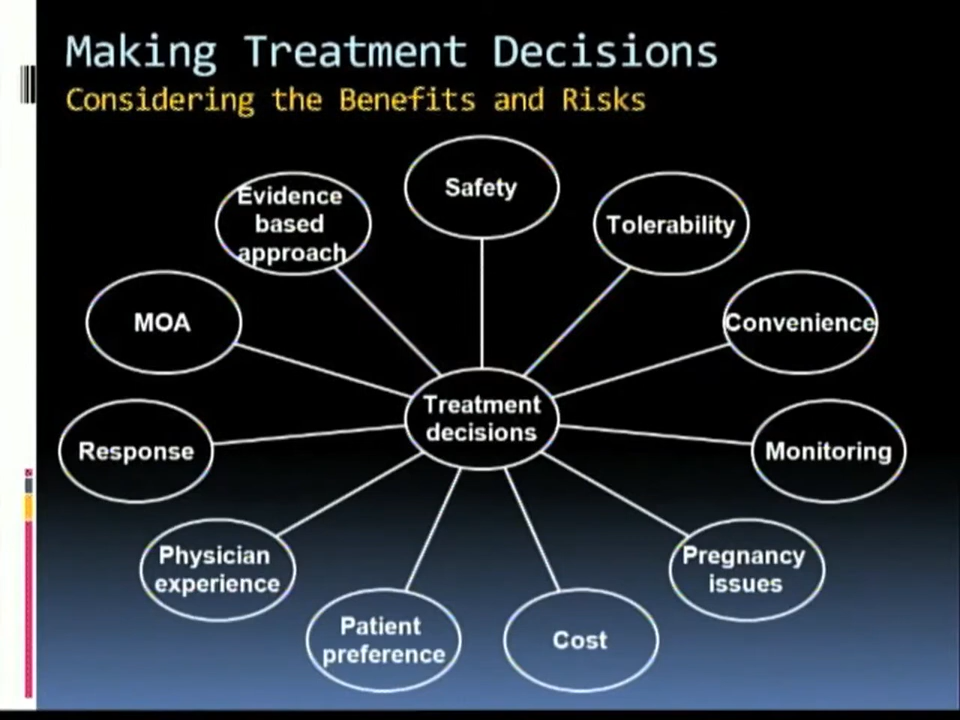 Making Treatment Decisions
Considering the Benefits and Risks
Safety
Evidence
based
approach
Tolerability
MOA
Convenience
Treatment
decisions
Response
Monitoring
Physician
experience
Pregnancy
issues
Patient
preference
Cost